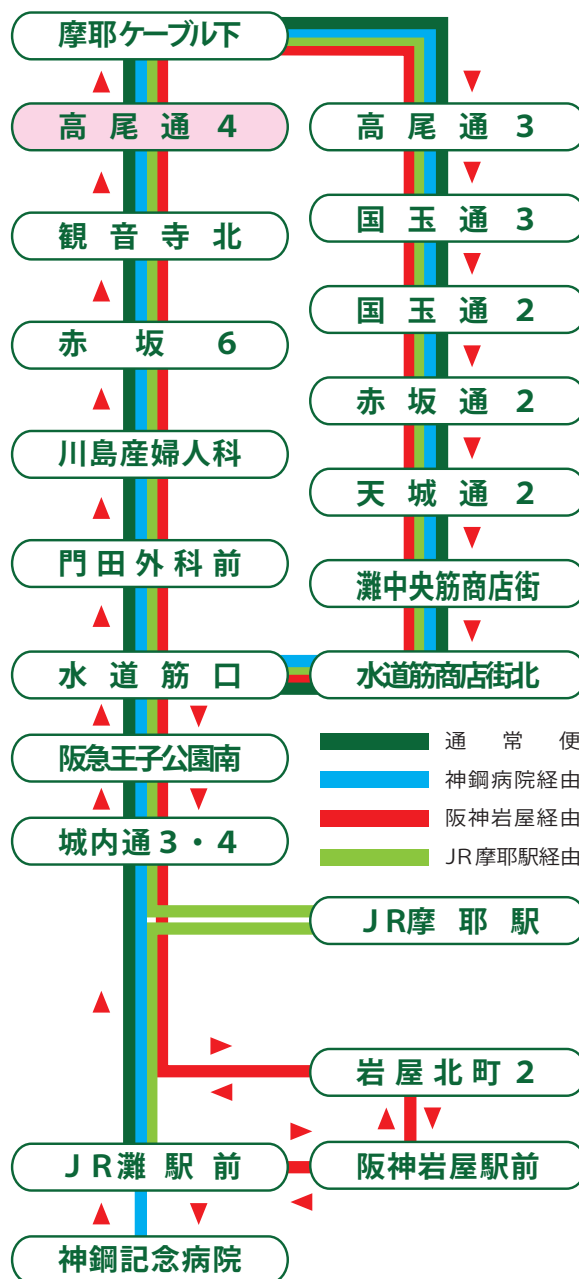 摩耶ケーブル下
高尾通4
高尾通3
観音寺北
国玉通3
赤坂6
国玉通2
川島産婦人科
赤坂通2
門田外科前
天城通2
灘中央筋商店街
水道筋口
水道筋商店街北
阪急王子公園南
城内通3・4
通常便
神鋼病院経由
阪神岩屋経由
JR摩耶駅経由
JR摩耶駅
岩屋北町2
JR灘駅前
阪神岩屋駅前
神鋼記念病院